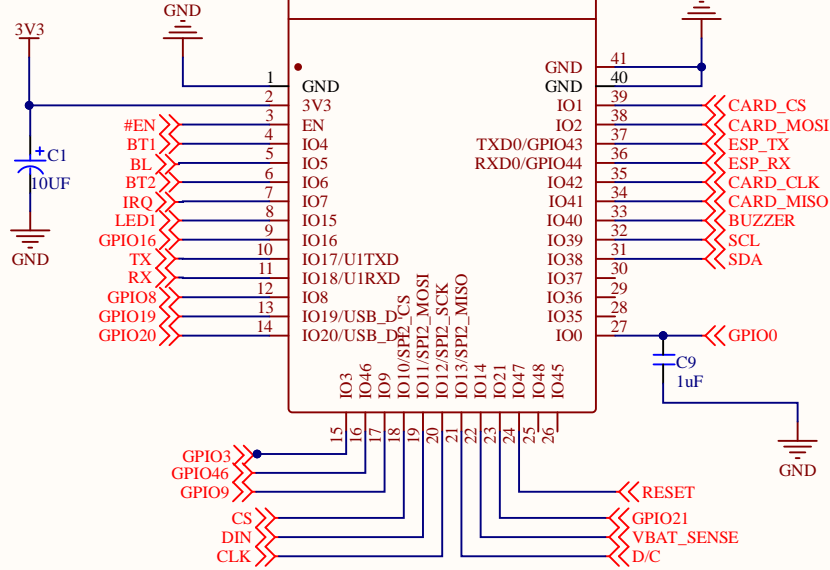 GND
3V3
GND 41
1 GND GND 40
2 3V3 IO1 39 CARD_CS
#EN 3 EN IO2 38 CARD_MOSI
BT1 4 IO4 TXD0/GPIO43 37 ESP_TX
C1 BL 5 IO5 RXD0/GPIO44 36 ESP_RX
10UF BT2 6 IO6 IO42 35 CARD_CLK
IRQ 7 IO7 IO41 34 CARD_MISO
LED1 8 IO15 IO40 33 BUZZER
GPIO16 9 IO16 IO39 32 SCL
GND TX 10 IO17/U1TXD IO38 31 SDA
RX 11 IO18/U1RXD IO37 30
GPIO8 12 IO8 IO36 29
GPIO19 13 IO19/USB_D IO35 28
GPIO20 14 IO20/USB_D IO0 27 GPIO0
C9
1uF
IO3 IO46 IO9 IO10/SPI2_CS IO11/SPI2_MOSI IO12/SPI2_SCK IO13/SPI2_MISO IO14 IO21 IO47 IO48 IO45
15 16 17 18 19 20 21 22 23 24 25 26
GPIO3
GPIO46 GND
GPIO9 RESET
CS GPIO21
DIN VBAT_SENSE
CLK D/C